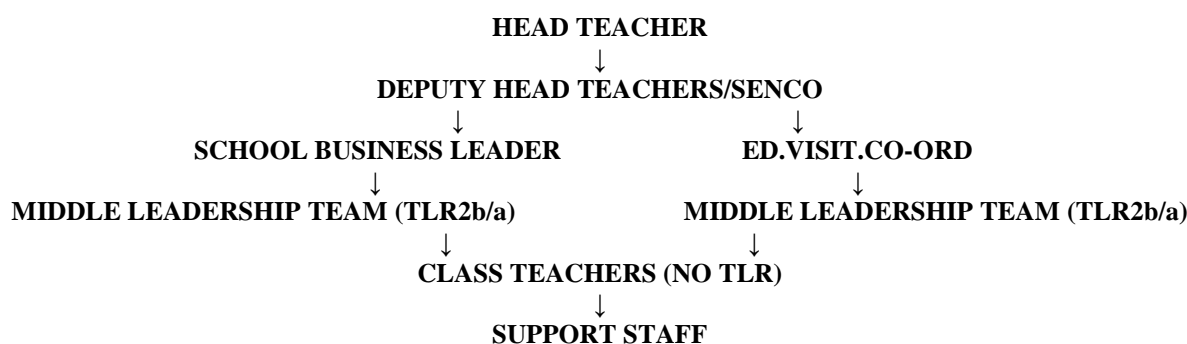 HEAD TEACHER
↓
DEPUTY HEAD TEACHERS/SENCO
↓ ↓
SCHOOL BUSINESS LEADER ED.VISIT.CO-ORD
↓ ↓
MIDDLE LEADERSHIP TEAM (TLR2b/a) MIDDLE LEADERSHIP TEAM (TLR2b/a)
↓ ↓
CLASS TEACHERS (NO TLR)
↓
SUPPORT STAFF